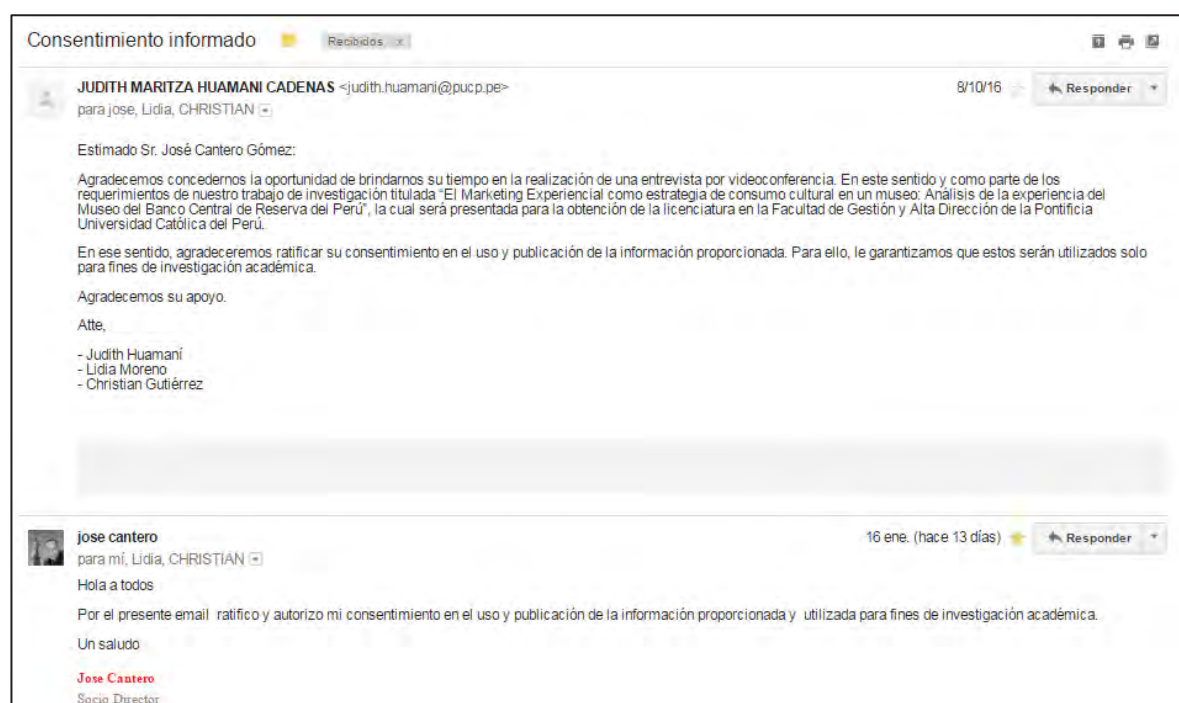 Consentimiento informado Recibidos x
JUDITH MARITZA HUAMANI CADENAS <judith.huamani@pucp.pe> 8/10/16 Responder
para jose, Lidia, CHRISTIAN
Estimado Sr. José Cantero Gómez:
Agradecemos concedernos la oportunidad de brindarnos su tiempo en la realización de una entrevista por videoconferencia. En este sentido y como parte de los
requerimientos de nuestro trabajo de investigación titulada “El Marketing Experiencial como estrategia de consumo cultural en un museo: Análisis de la experiencia del
Museo del Banco Central de Reserva del Perú”, la cual será presentada para la obtención de la licenciatura en la Facultad de Gestión y Alta Dirección de la Pontificia
Universidad Católica del Perú.
En ese sentido, agradeceremos ratificar su consentimiento en el uso y publicación de la información proporcionada. Para ello, le garantizamos que estos serán utilizados solo
para fines de investigación académica.
Agradecemos su apoyo.
Atte,
- Judith Huamaní
- Lidia Moreno
- Christian Gutiérrez
jose cantero 16 ene. (hace 13 días) Responder
para mí, Lidia, CHRISTIAN
Hola a todos
Por el presente email ratifico y autorizo mi consentimiento en el uso y publicación de la información proporcionada y utilizada para fines de investigación académica.
Un saludo
Jose Cantero
Socio Director